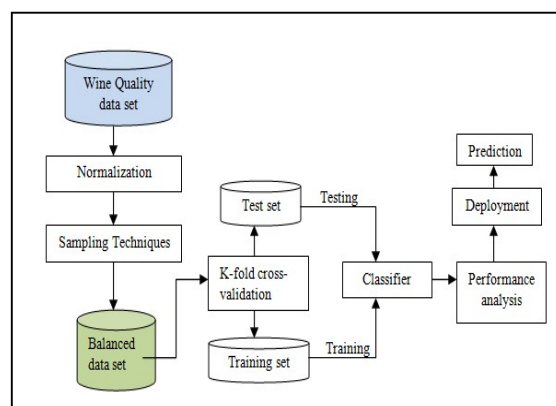 Wine Quality
data set
Normalization
Sampling Techniques
Balanced
data set
K-fold cross-
validation
Test set
Testing
Training set
Training
Classifier
Performance
analysis
Deployment
Prediction